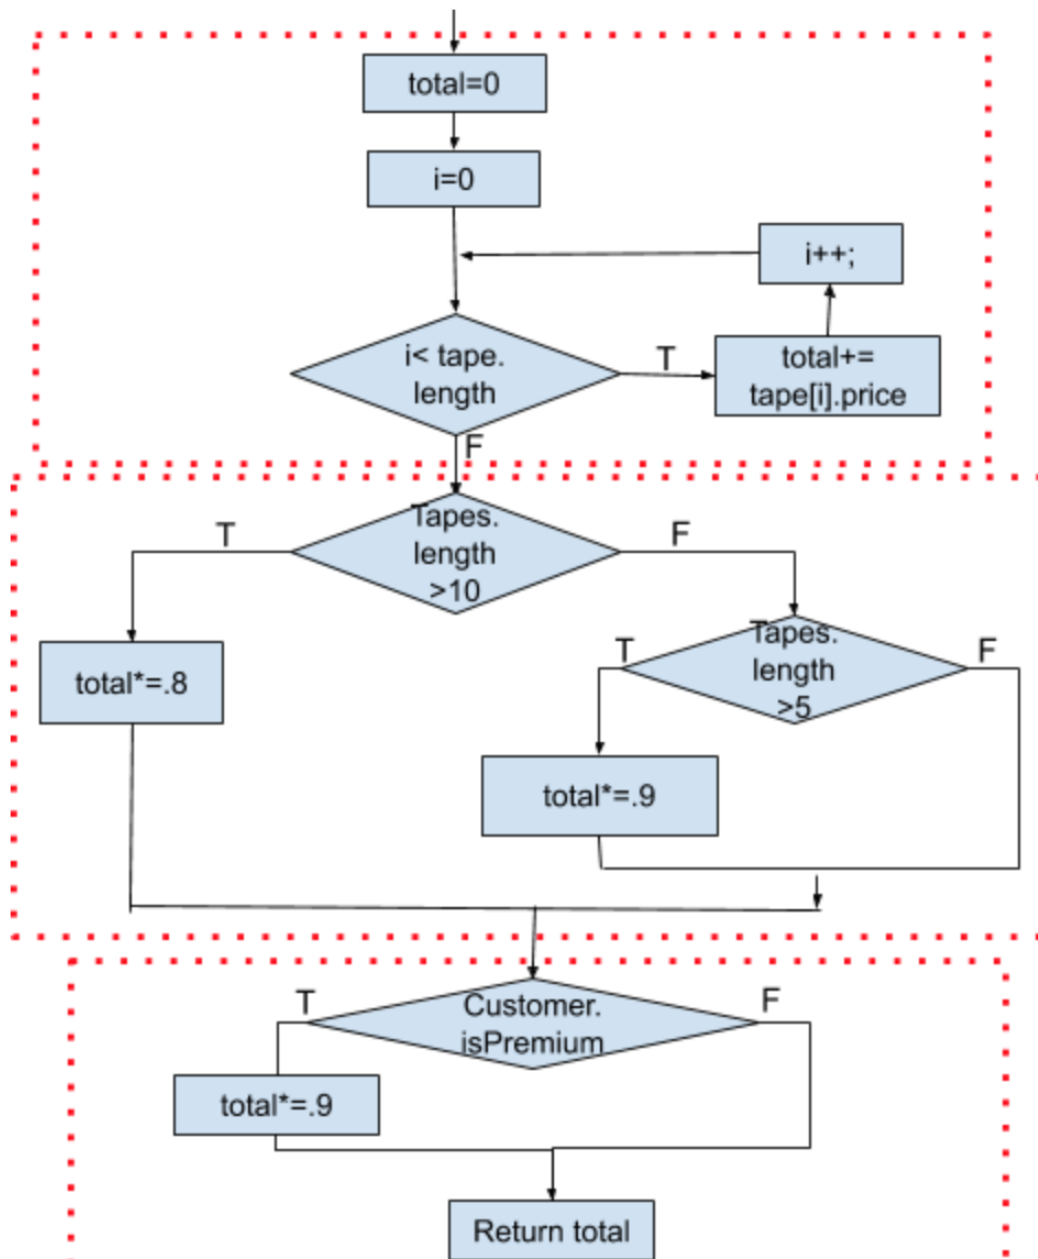 total=0
i=0
i++;
i< tape.
length
T
total+=
tape[i].price
F
Tapes.
length
>10
T
F
total*=.8
Tapes.
length
>5
T
F
total*=.9
Customer.
isPremium
T
F
total*=.9
Return total